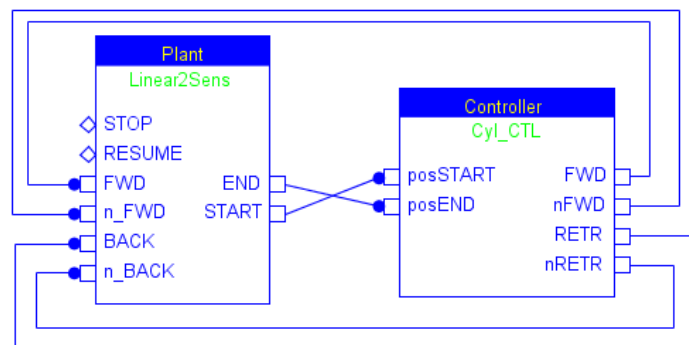 Plant
Linear2Sens
STOP
RESUME
FWD
END
n_FWD
START
BACK
n_BACK
Controller
Cyl_CTL
posSTART
FWD
posEND
nFWD
RETR
nRETR